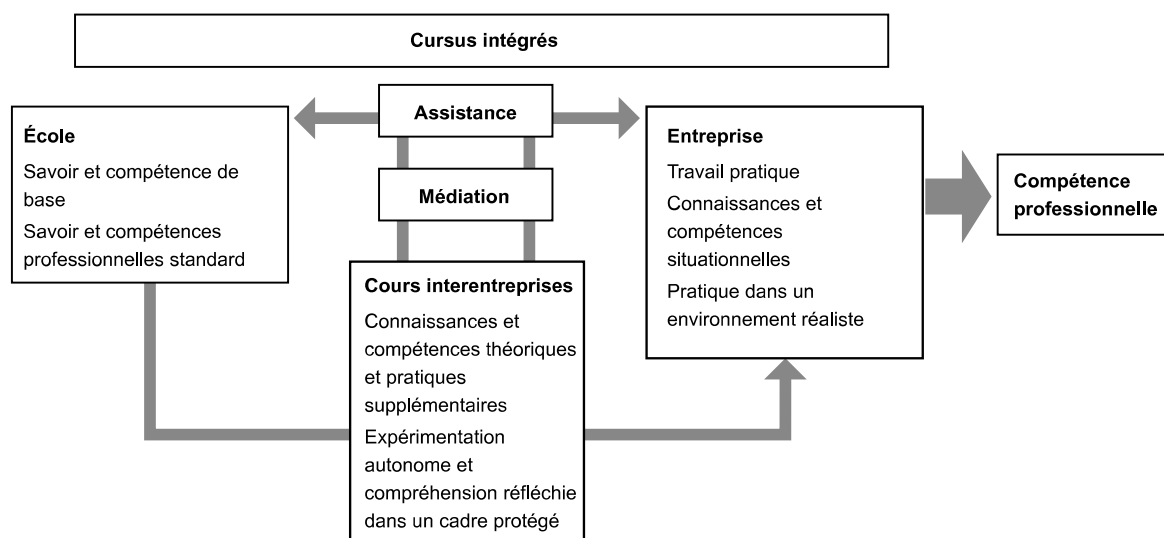 Cursus intégrés
Assistance
Médiation
École
Savoir et compétence de
base
Savoir et compétences
professionnelles standard
Cours interentreprises
Connaissances et
compétences théoriques
et pratiques
supplémentaires
Expérimentation
autonome et
compréhension réfléchie
dans un cadre protégé
Entreprise
Travail pratique
Connaissances et
compétences
situationnelles
Pratique dans un
environnement réaliste
Compétence
professionnelle